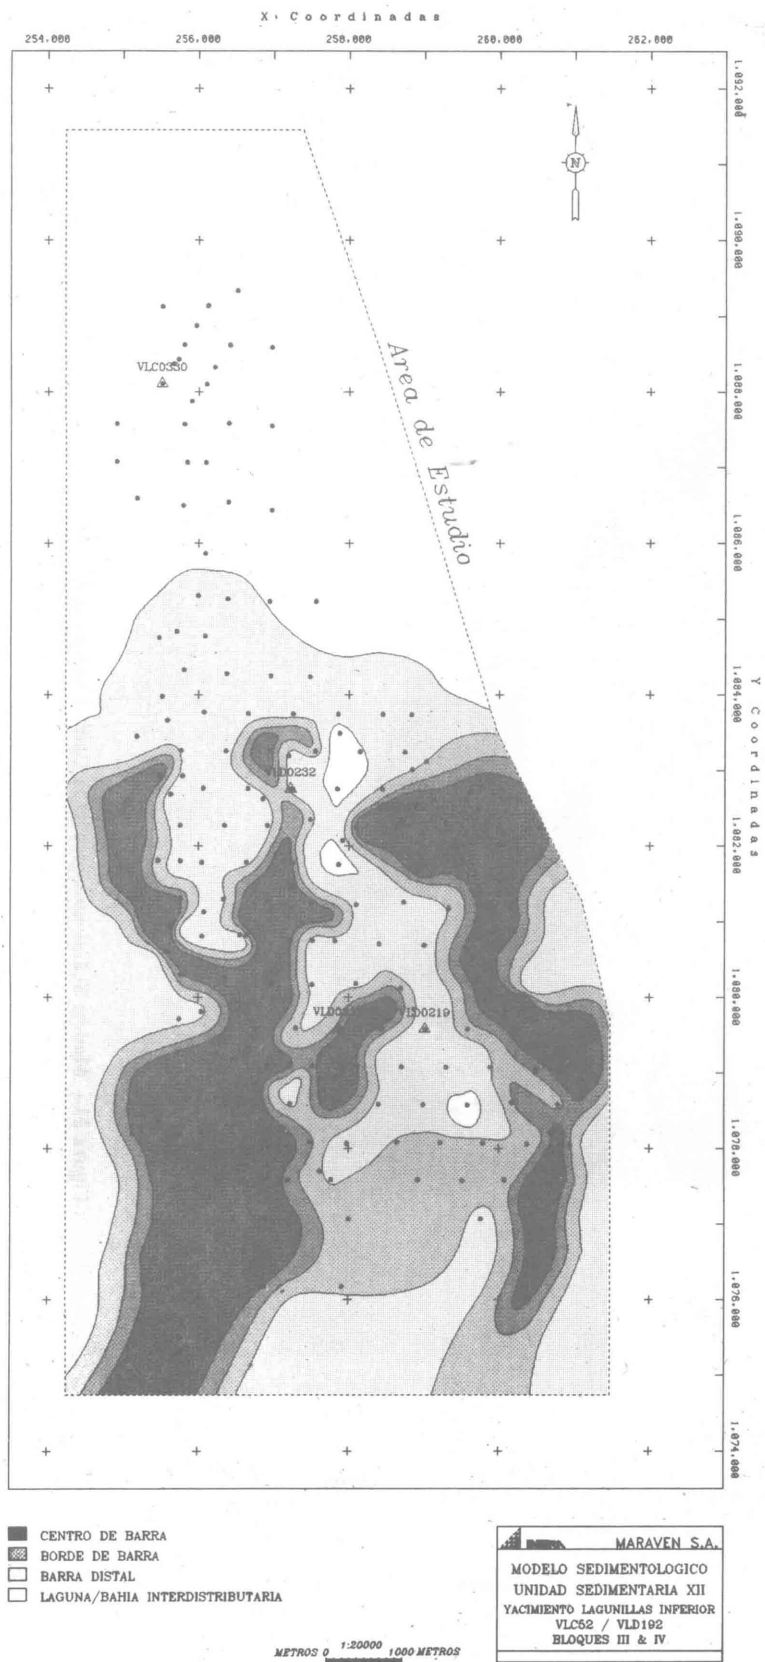 X Coordinadas
254.000 256.000 258.000 260.000 262.000
1.092.000
N
1.090.000
VLC0330
1.088.000
Area de Estudio
1.086.000
Y Coordinadas
1.084.000
VLD0232
1.082.000
1.080.000
VLD0219
1.078.000
1.076.000
1.074.000
CENTRO DE BARRA
BORDE DE BARRA
BARRA DISTAL
LAGUNA/BAHIA INTERDISTRIBUTARIA
MARAVEN S.A.
MODELO SEDIMENTOLOGICO
UNIDAD SEDIMENTARIA XII
YACIMIENTO LAGUNILLAS INFERIOR
VLC52 / VLD192
BLOQUES III & IV
1:20000
METROS 0 1000 METROS